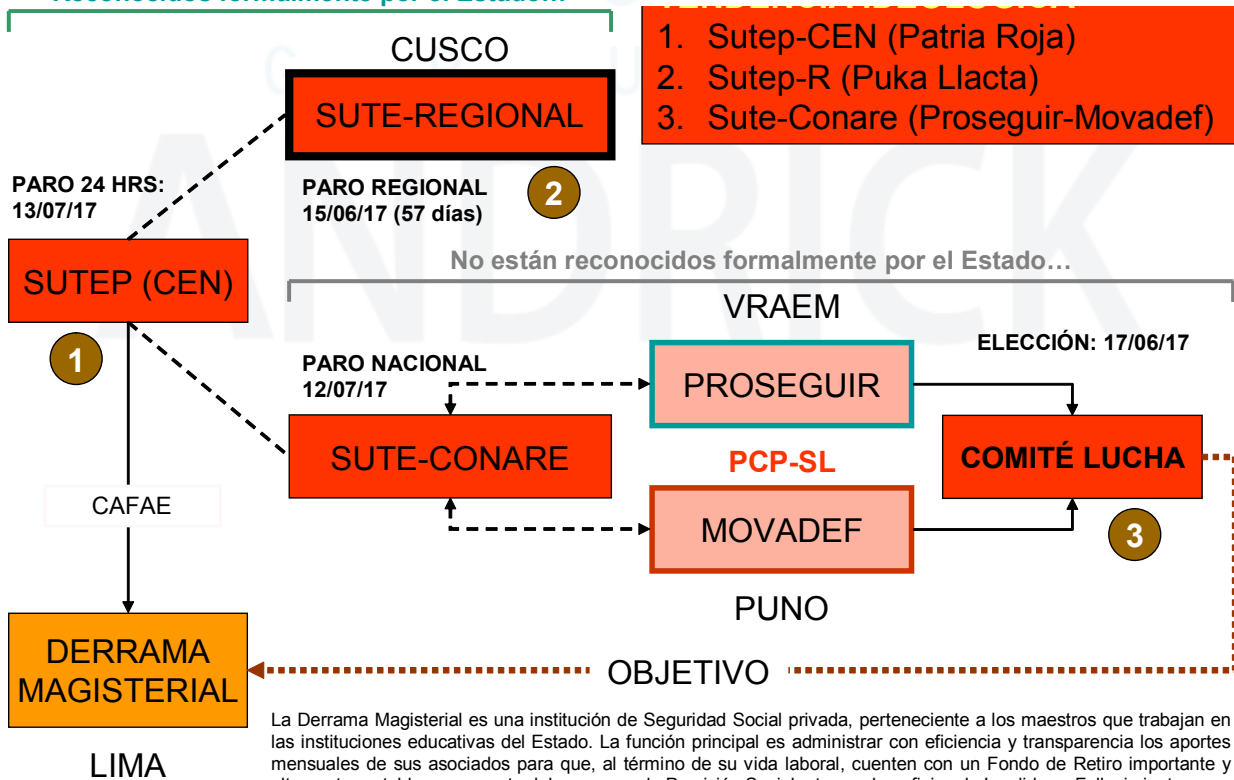 Reconocidos formalmente por el Estado…
CUSCO
SUTE-REGIONAL
1. Sutep-CEN (Patria Roja)
2. Sutep-R (Puka Llacta)
3. Sute-Conare (Proseguir-Movadef)
PARO 24 HRS:
13/07/17
PARO REGIONAL
15/06/17 (57 días)
2
SUTEP (CEN)
1
No están reconocidos formalmente por el Estado…
VRAEM
ELECCIÓN: 17/06/17
PARO NACIONAL
12/07/17
PROSEGUIR
SUTE-CONARE
PCP-SL
COMITÉ LUCHA
CAFAE
MOVADEF
3
PUNO
DERRAMA
MAGISTERIAL
OBJETIVO
LIMA
La Derrama Magisterial es una institución de Seguridad Social privada, perteneciente a los maestros que trabajan en
las instituciones educativas del Estado. La función principal es administrar con eficiencia y transparencia los aportes
mensuales de sus asociados para que, al término de su vida laboral, cuenten con un Fondo de Retiro importante y
ANDRICK